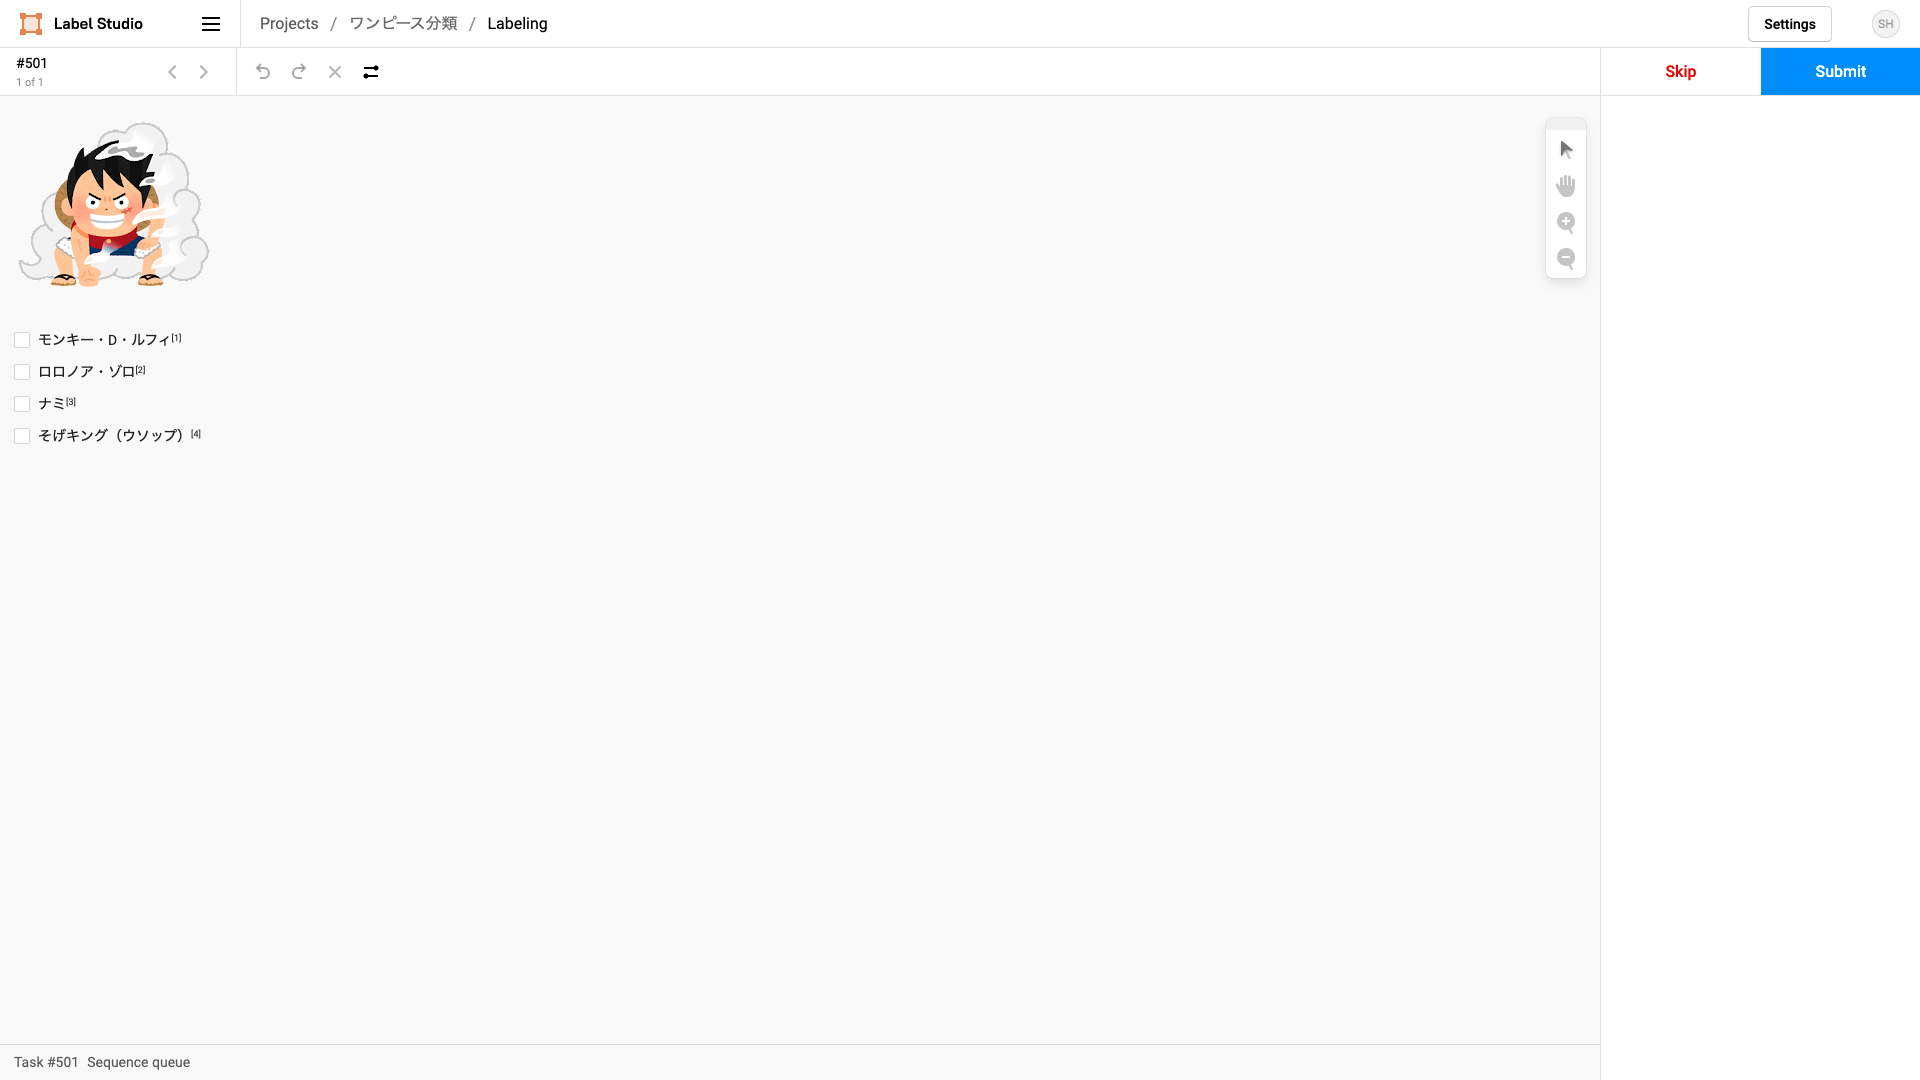 Label Studio
Projects / ワンピース分類 / Labeling
Settings
SH
#501
1 of 1
Skip
Submit
モンキー・D・ルフィ[1]
ロロノア・ゾロ[2]
ナミ[3]
そげキング（ウソップ）[4]
Task #501 Sequence queue